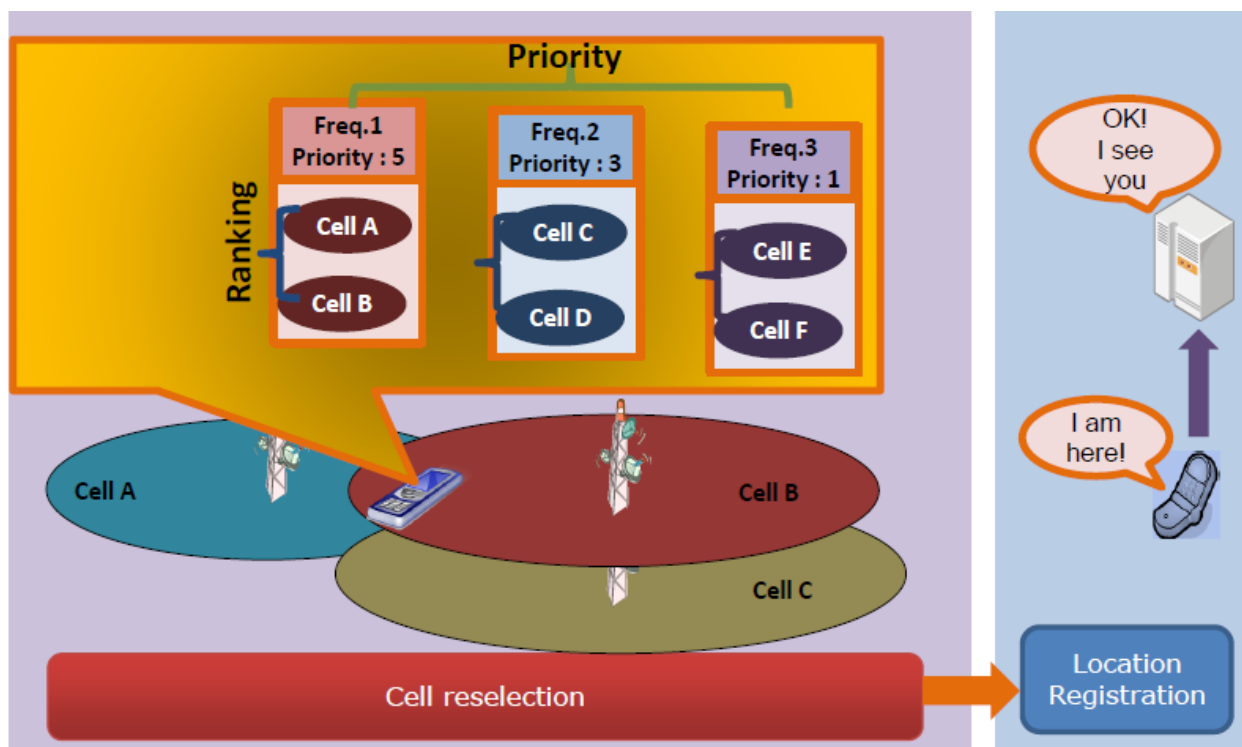 Priority
Ranking
Freq.1
Priority : 5
Cell A
Cell B
Freq.2
Priority : 3
Cell C
Cell D
Freq.3
Priority : 1
Cell E
Cell F
Cell A
Cell B
Cell C
Cell reselection
OK!
I see
you
I am
here!
Location
Registration